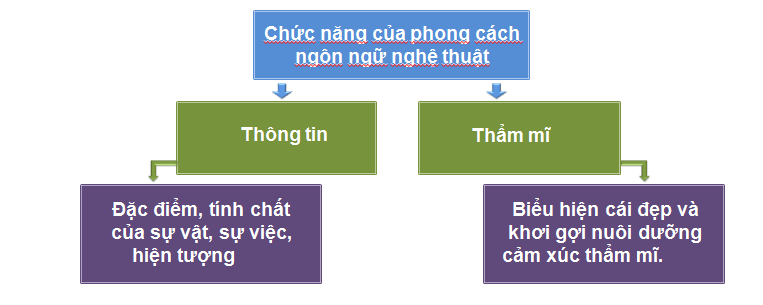 Chức năng của phong cách
ngôn ngữ nghệ thuật
Thông tin
Thẩm mĩ
Đặc điểm, tính chất
của sự vật, sự việc,
hiện tượng
Biểu hiện cái đẹp và
khơi gợi nuôi dưỡng
cảm xúc thẩm mĩ.